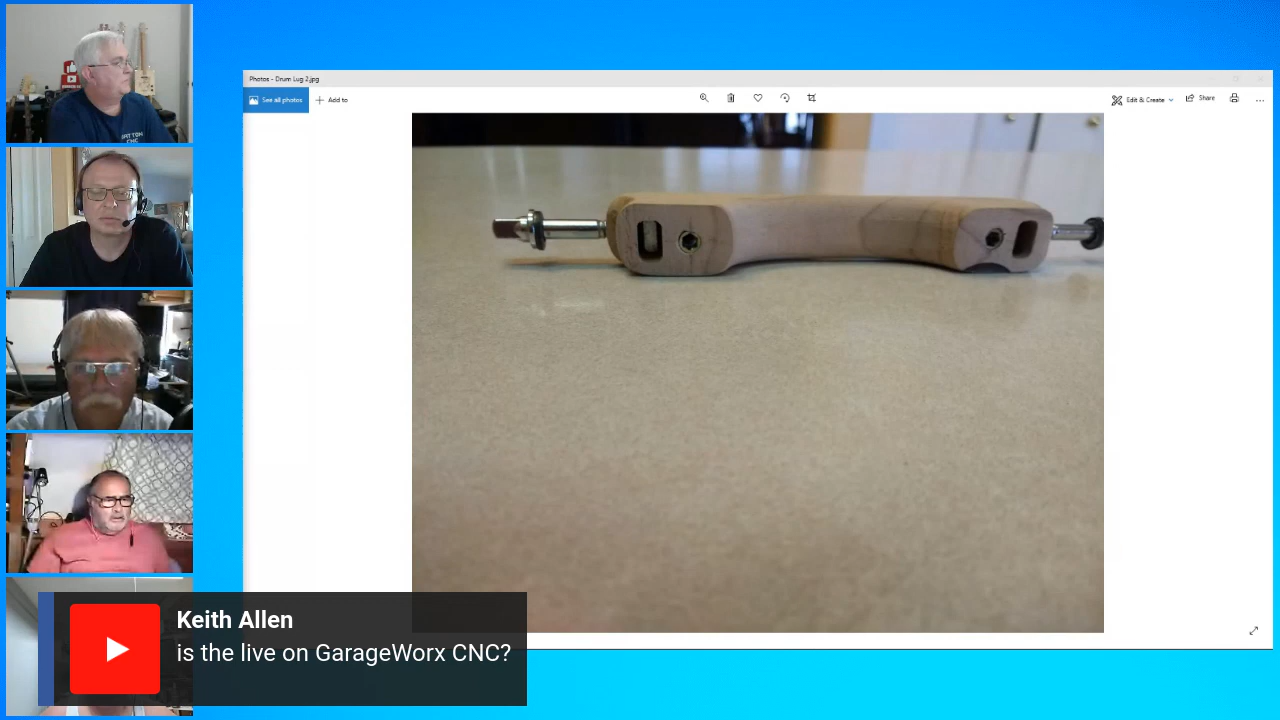 Photos - Drum Lug 2.jpg
See all photos
Add to
Edit & Create
Share
CNC
Keith Allen
is the live on GarageWorx CNC?